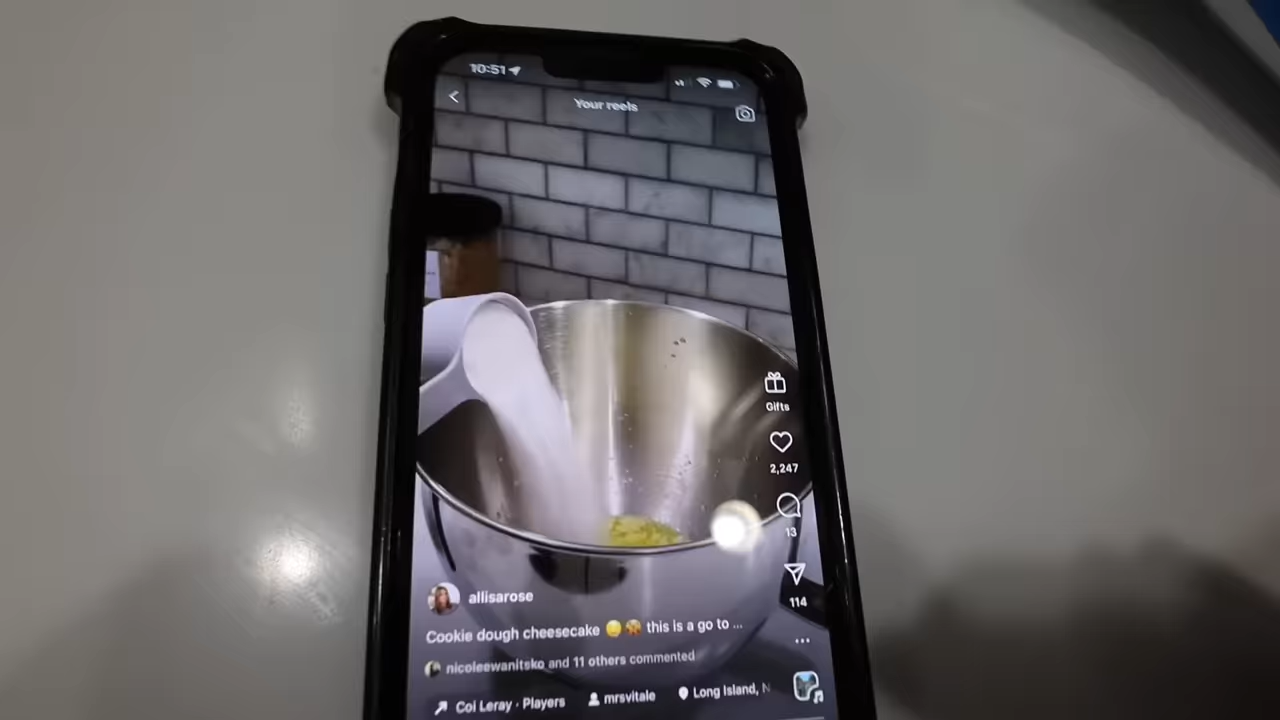 10:51
Your reels
Gifts
2,247
13
114
allisarose
Cookie dough cheesecake 😋 🍪 this is a go to ...
nicoleewanitsko and 11 others commented
Coi Leray · Players mrsvitale Long Island, N